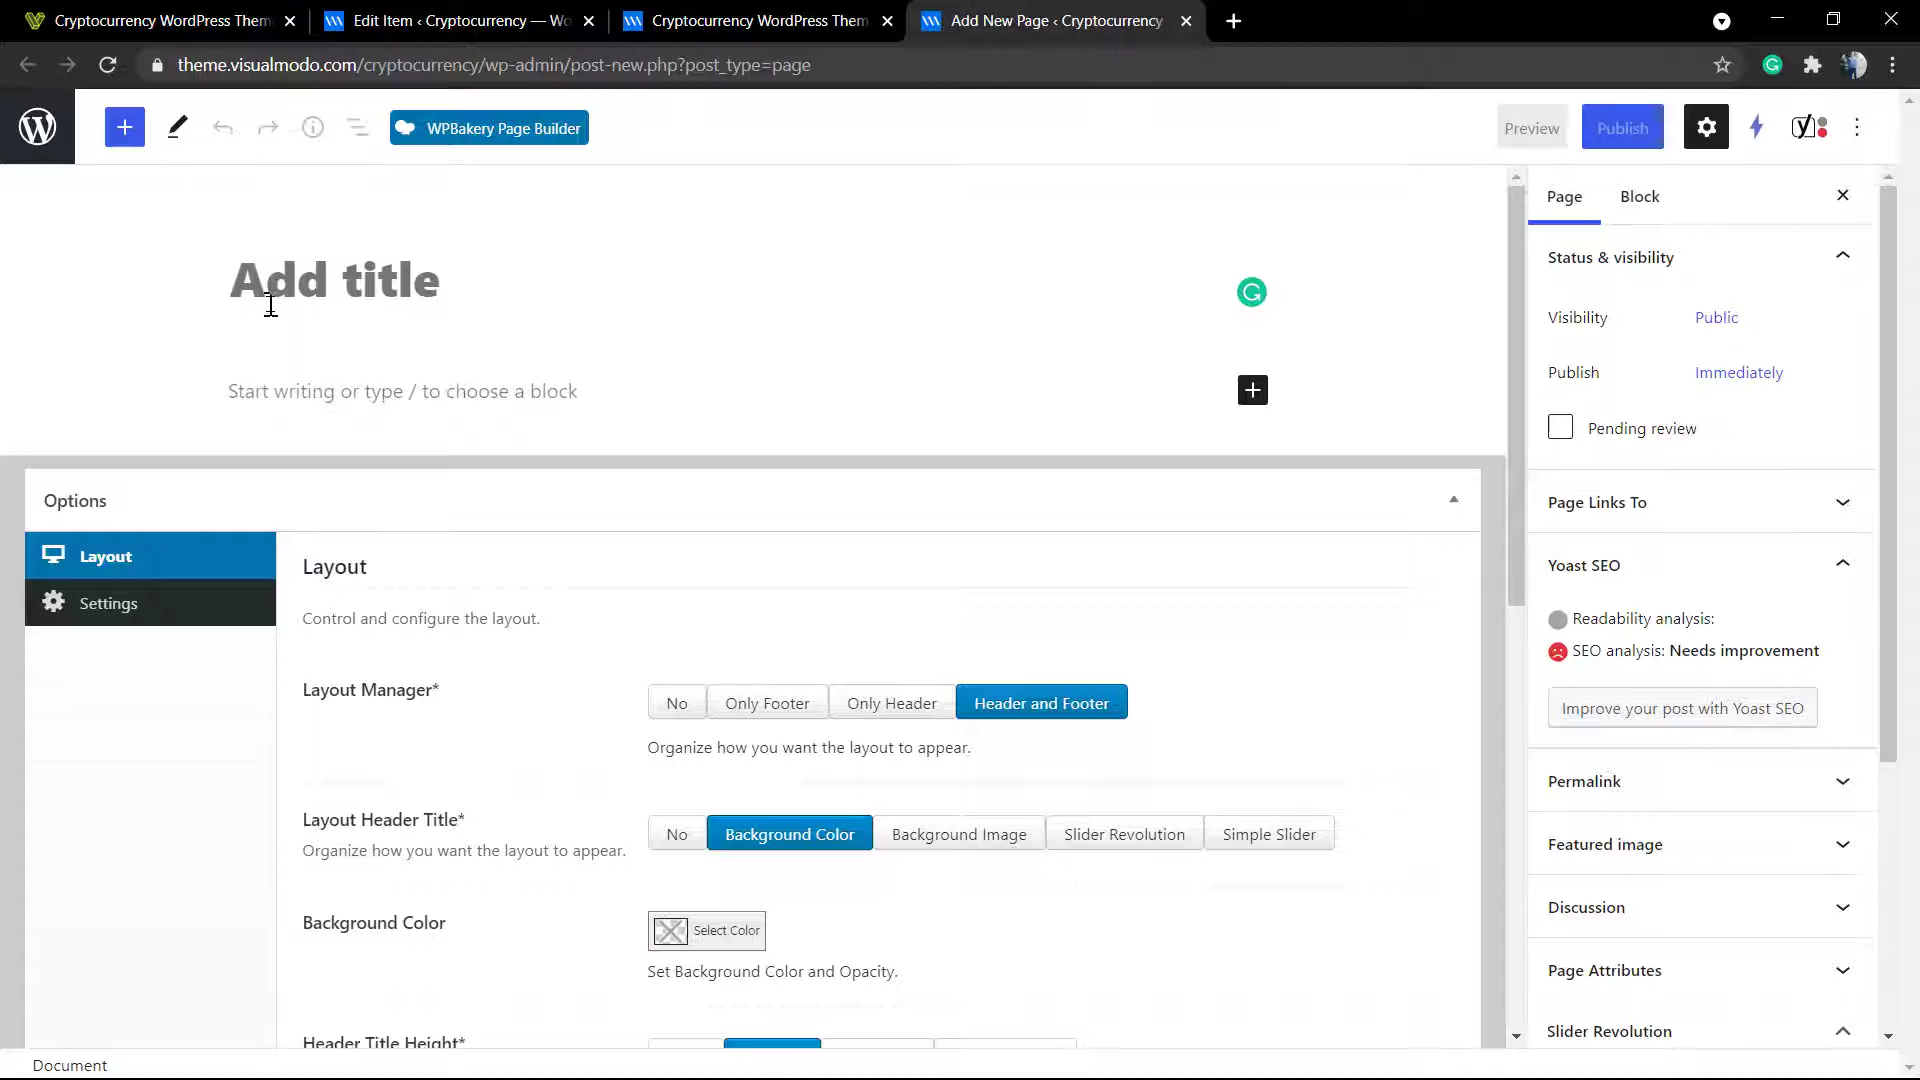 Cryptocurrency WordPress Them
Edit Item ‹ Cryptocurrency — Wo
Cryptocurrency WordPress Them
Add New Page ‹ Cryptocurrency
theme.visualmodo.com/cryptocurrency/wp-admin/post-new.php?post_type=page
WPBakery Page Builder
Preview
Publish
Page
Block
Add title
Start writing or type / to choose a block
Status & visibility
Visibility
Public
Publish
Immediately
Pending review
Page Links To
Yoast SEO
Readability analysis:
SEO analysis: Needs improvement
Improve your post with Yoast SEO
Permalink
Featured image
Discussion
Page Attributes
Slider Revolution
Options
Layout
Settings
Layout
Control and configure the layout.
Layout Manager*
No
Only Footer
Only Header
Header and Footer
Organize how you want the layout to appear.
Layout Header Title*
Organize how you want the layout to appear.
No
Background Color
Background Image
Slider Revolution
Simple Slider
Background Color
Select Color
Set Background Color and Opacity.
Header Title Height*
Document